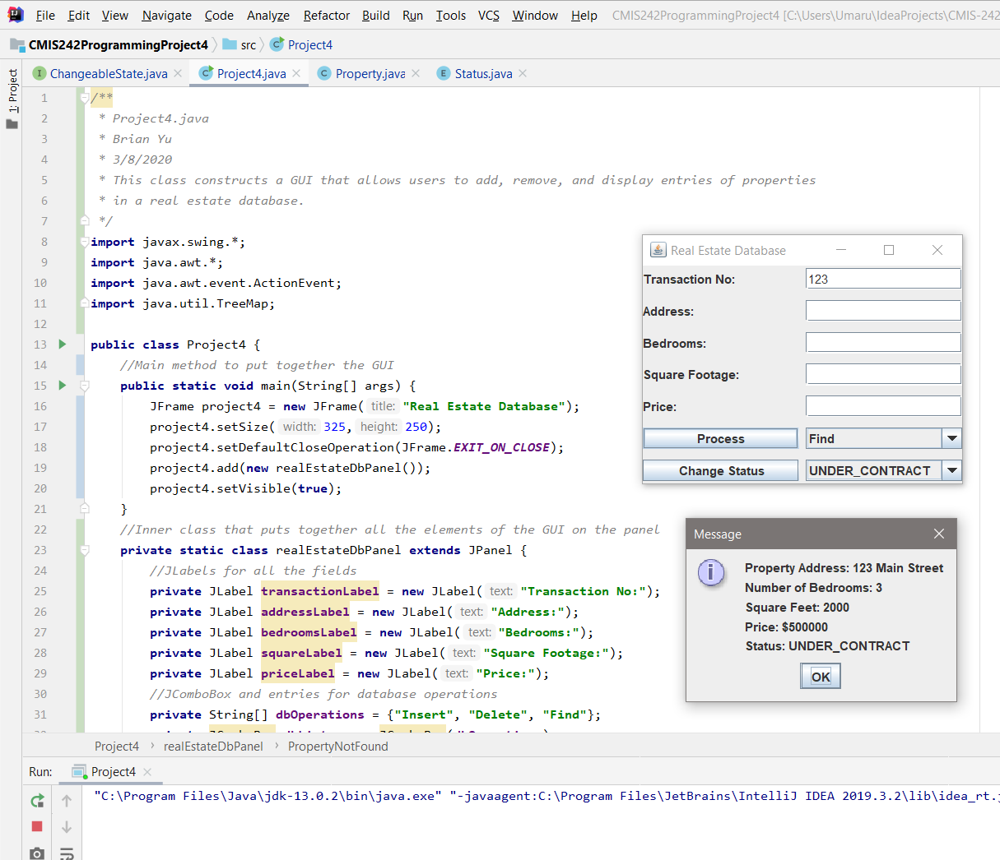 File Edit View Navigate Code Analyze Refactor Build Run Tools VCS Window Help CMIS242ProgrammingProject4 [C:\Users\Umaru\IdeaProjects\CMIS-242
CMIS242ProgrammingProject4 src Project4
1: Project
ChangeableState.java Project4.java Property.java Status.java
1 /**
2 * Project4.java
3 * Brian Yu
4 * 3/8/2020
5 * This class constructs a GUI that allows users to add, remove, and display entries of properties
6 * in a real estate database.
7 */
8 import javax.swing.*;
9 import java.awt.*;
10 import java.awt.event.ActionEvent;
11 import java.util.TreeMap;
12
13 public class Project4 {
14 //Main method to put together the GUI
15 public static void main(String[] args) {
16 JFrame project4 = new JFrame( title: "Real Estate Database");
17 project4.setSize( width: 325, height: 250);
18 project4.setDefaultCloseOperation(JFrame.EXIT_ON_CLOSE);
19 project4.add(new realEstateDbPanel());
20 project4.setVisible(true);
21 }
22 //Inner class that puts together all the elements of the GUI on the panel
23 private static class realEstateDbPanel extends JPanel {
24 //JLabels for all the fields
25 private JLabel transactionLabel = new JLabel( text: "Transaction No:");
26 private JLabel addressLabel = new JLabel( text: "Address:");
27 private JLabel bedroomsLabel = new JLabel( text: "Bedrooms:");
28 private JLabel squareLabel = new JLabel( text: "Square Footage:");
29 private JLabel priceLabel = new JLabel( text: "Price:");
30 //JComboBox and entries for database operations
31 private String[] dbOperations = {"Insert", "Delete", "Find"};
Real Estate Database
Transaction No: 123
Address:
Bedrooms:
Square Footage:
Price:
Process Find
Change Status UNDER_CONTRACT
Message
Property Address: 123 Main Street
Number of Bedrooms: 3
Square Feet: 2000
Price: $500000
Status: UNDER_CONTRACT
OK
Project4 realEstateDbPanel PropertyNotFound
Run: Project4
"C:\Program Files\Java\jdk-13.0.2\bin\java.exe" "-javaagent:C:\Program Files\JetBrains\IntelliJ IDEA 2019.3.2\lib\idea_rt.j